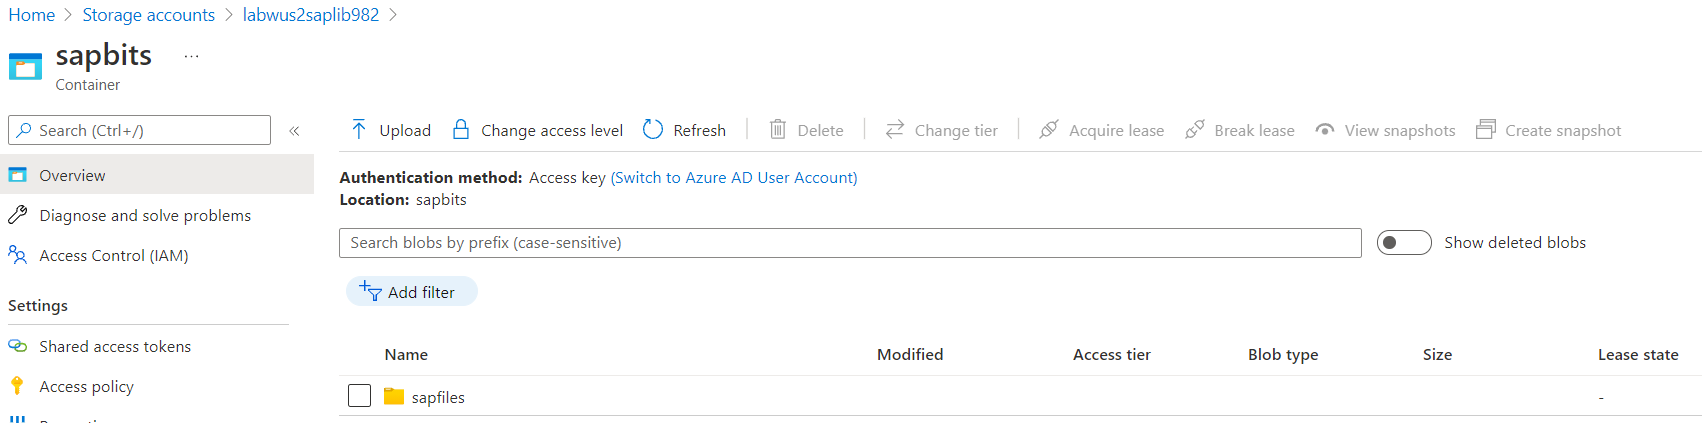 Home > Storage accounts > labwus2saplib982 >
sapbits ...
Container
Search (Ctrl+/)
«
Upload
Change access level
Refresh
Delete
Change tier
Acquire lease
Break lease
View snapshots
Create snapshot
Overview
Diagnose and solve problems
Access Control (IAM)
Settings
Shared access tokens
Access policy
Authentication method: Access key (Switch to Azure AD User Account)
Location: sapbits
Search blobs by prefix (case-sensitive)
Show deleted blobs
Add filter
Name Modified Access tier Blob type Size Lease state
sapfiles -